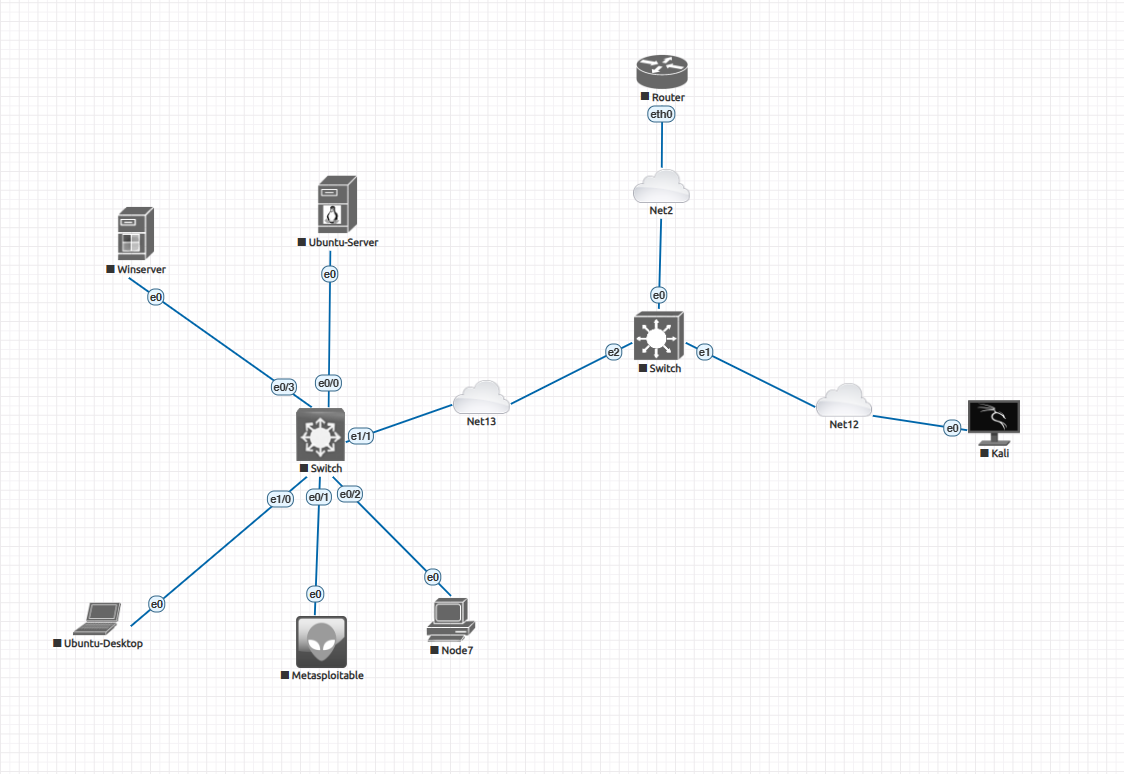 Router
eth0
Net2
Ubuntu-Server
e0
Winserver
e0
e0
e2
Switch
e1
e0/3
e0/0
Net13
Net12
e0
Kali
e1/1
Switch
e1/0
e0/1
e0/2
e0
e0
e0
Ubuntu-Desktop
Metasploitable
Node7